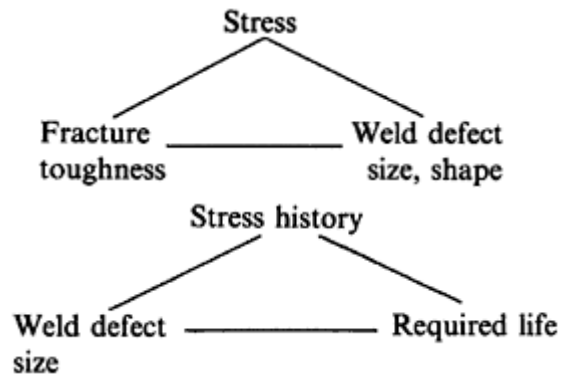 Stress
Fracture
toughness
Weld defect
size, shape
Stress history
Weld defect
size
Required life